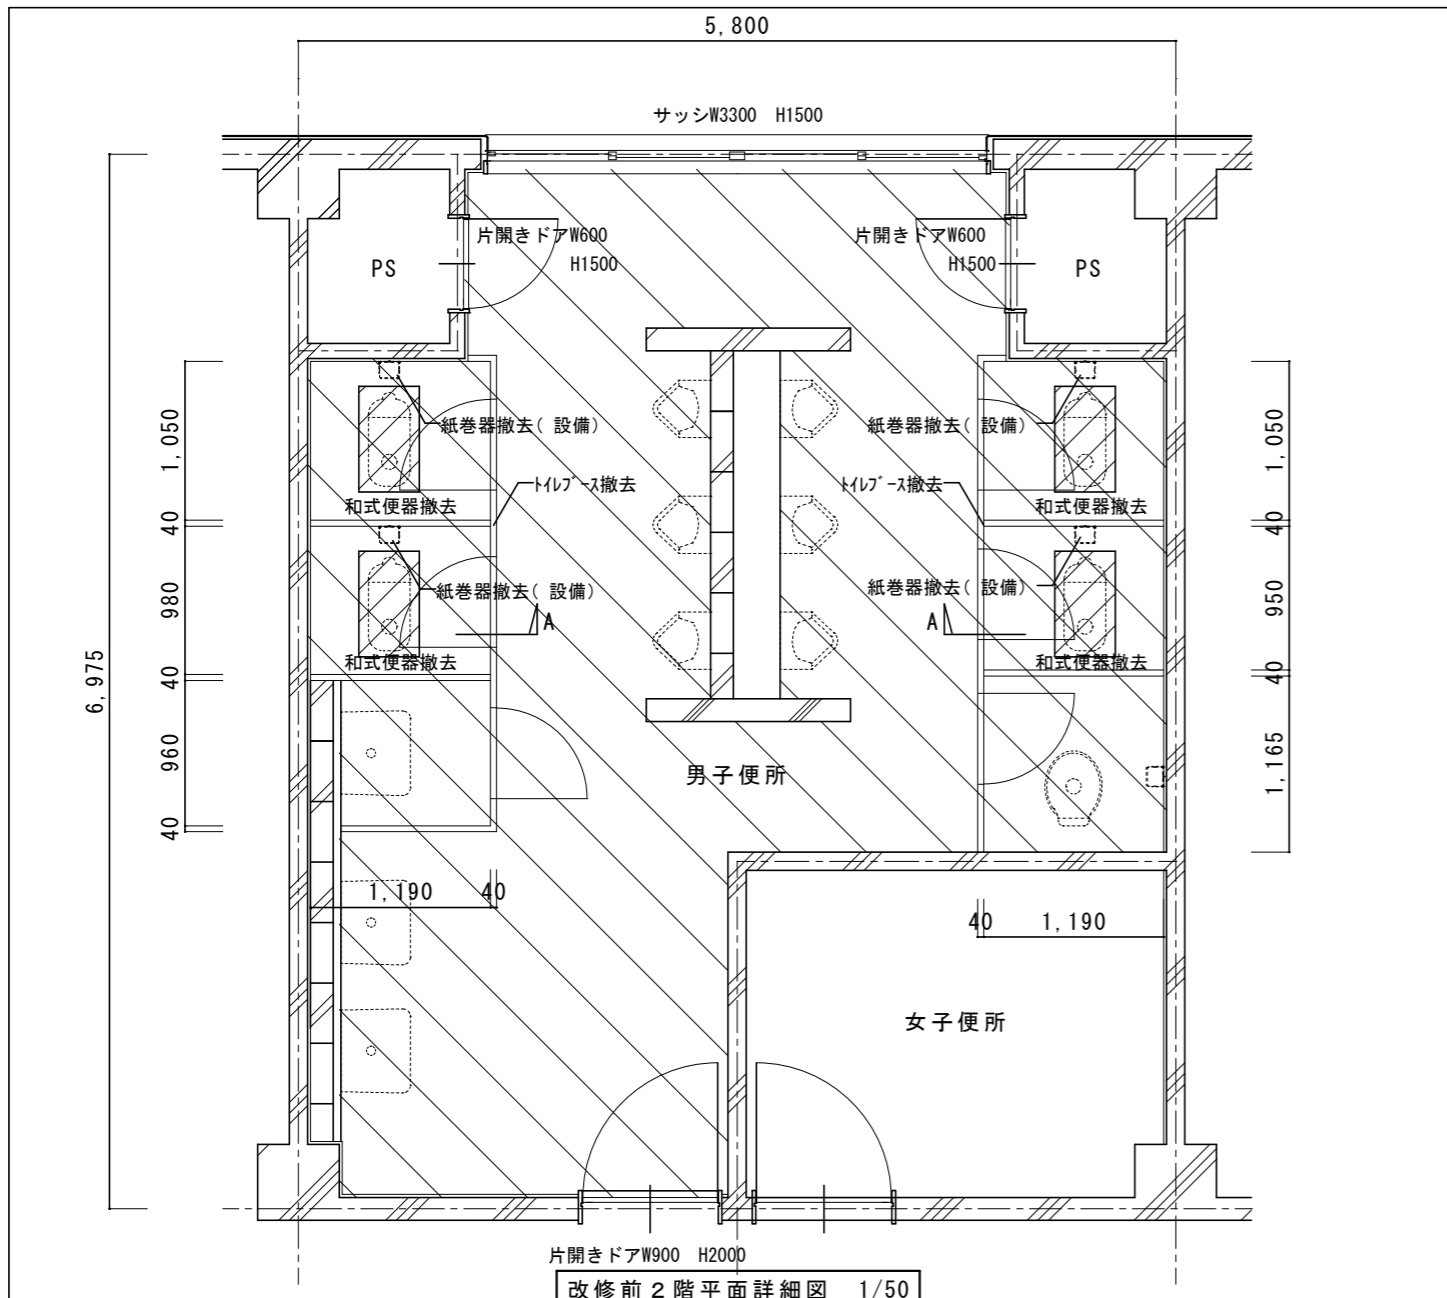 5,800
サッシW3300 H1500
片開きドアW600
H1500
片開きドアW600
H1500
PS
PS
1,050
紙巻器撤去(設備)
紙巻器撤去(設備)
1,050
ﾄｲﾚﾌﾞｰｽ撤去
ﾄｲﾚﾌﾞｰｽ撤去
和式便器撤去
和式便器撤去
40
40
980
紙巻器撤去(設備)
紙巻器撤去(設備)
950
A
A
和式便器撤去
和式便器撤去
6,975
40
40
960
男子便所
1,165
40
1,190
40
40
1,190
女子便所
片開きドアW900 H2000
改修前2階平面詳細図 1/50